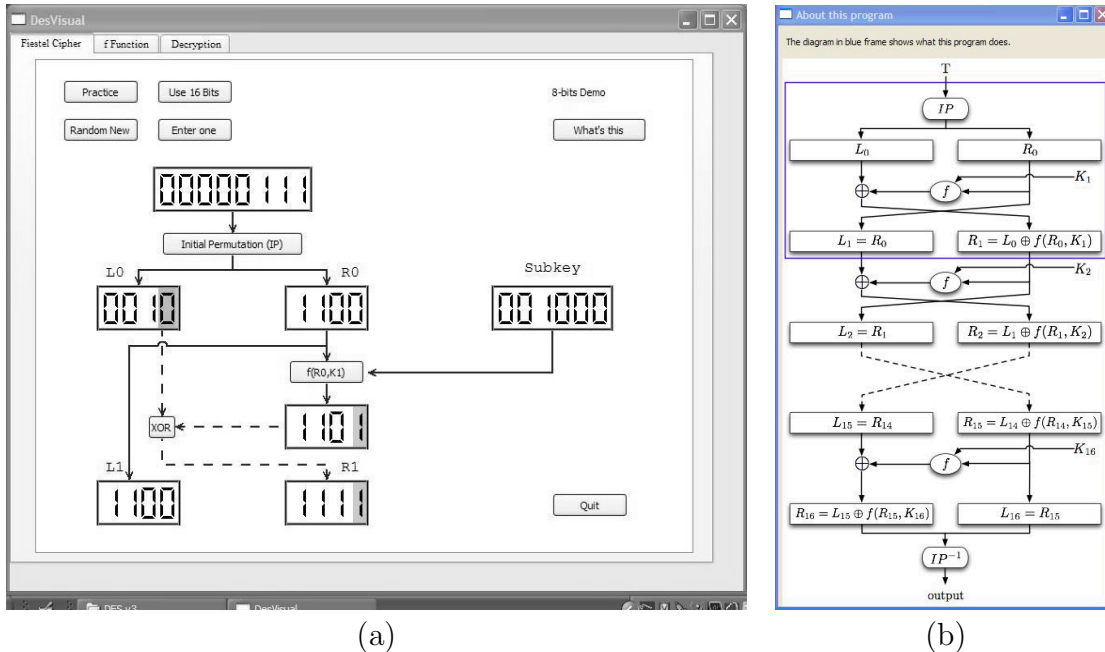 DesVisual
Fiestel Cipher f Function Decryption
Practice Use 16 Bits 8-bits Demo
Random New Enter one What's this
00000111
Initial Permutation (IP)
L0 R0 Subkey
0010 1100 001000
f(R0,K1)
XOR 1101
L1 R1
1100 1111
Quit
DES v3 DesVisual
(a)
About this program
The diagram in blue frame shows what this program does.
T
IP
L₀ R₀
K₁
⊕ f
L₁ = R₀ R₁ = L₀ ⊕ f(R₀, K₁)
K₂
⊕ f
L₂ = R₁ R₂ = L₁ ⊕ f(R₁, K₂)
L₁₅ = R₁₄ R₁₅ = L₁₄ ⊕ f(R₁₄, K₁₅)
K₁₆
⊕ f
R₁₆ = L₁₅ ⊕ f(R₁₅, K₁₆) L₁₆ = R₁₅
IP⁻¹
output
(b)